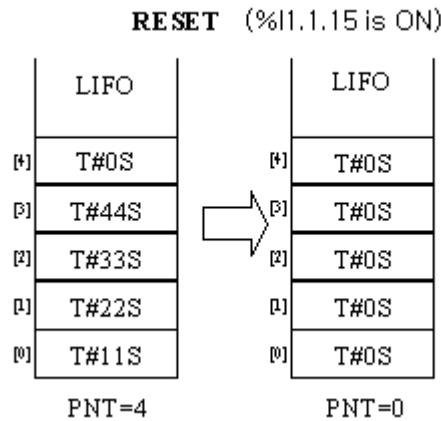 RESET (%I1.1.15 is ON)
LIFO LIFO
[4] T#0S [4] T#0S
[3] T#44S [3] T#0S
[2] T#33S [2] T#0S
[1] T#22S [1] T#0S
[0] T#11S [0] T#0S
PNT=4 PNT=0